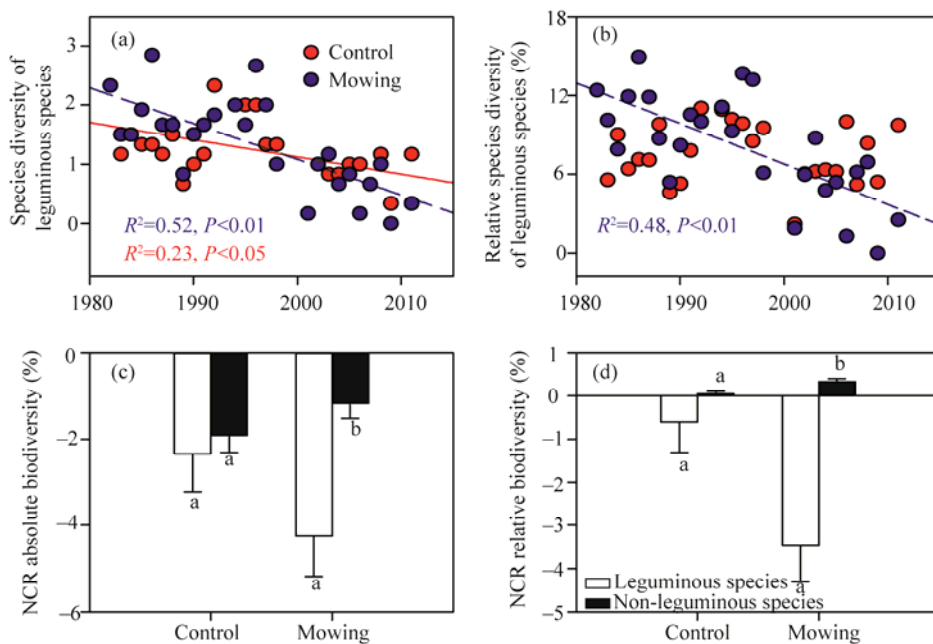 Species diversity of
leguminous species
(a)
Control
Mowing
3
2
1
0
R²=0.52, P<0.01
R²=0.23, P<0.05
1980
1990
2000
2010
Relative species diversity
of leguminous species (%)
(b)
18
12
6
0
R²=0.48, P<0.01
1980
1990
2000
2010
NCR absolute biodiversity (%)
(c)
0
−2
−4
−6
a
a
a
b
Control
Mowing
NCR relative biodiversity (%)
(d)
1
0
−1
−2
−3
−4
−5
a
a
b
a
Leguminous species
Non-leguminous species
Control
Mowing